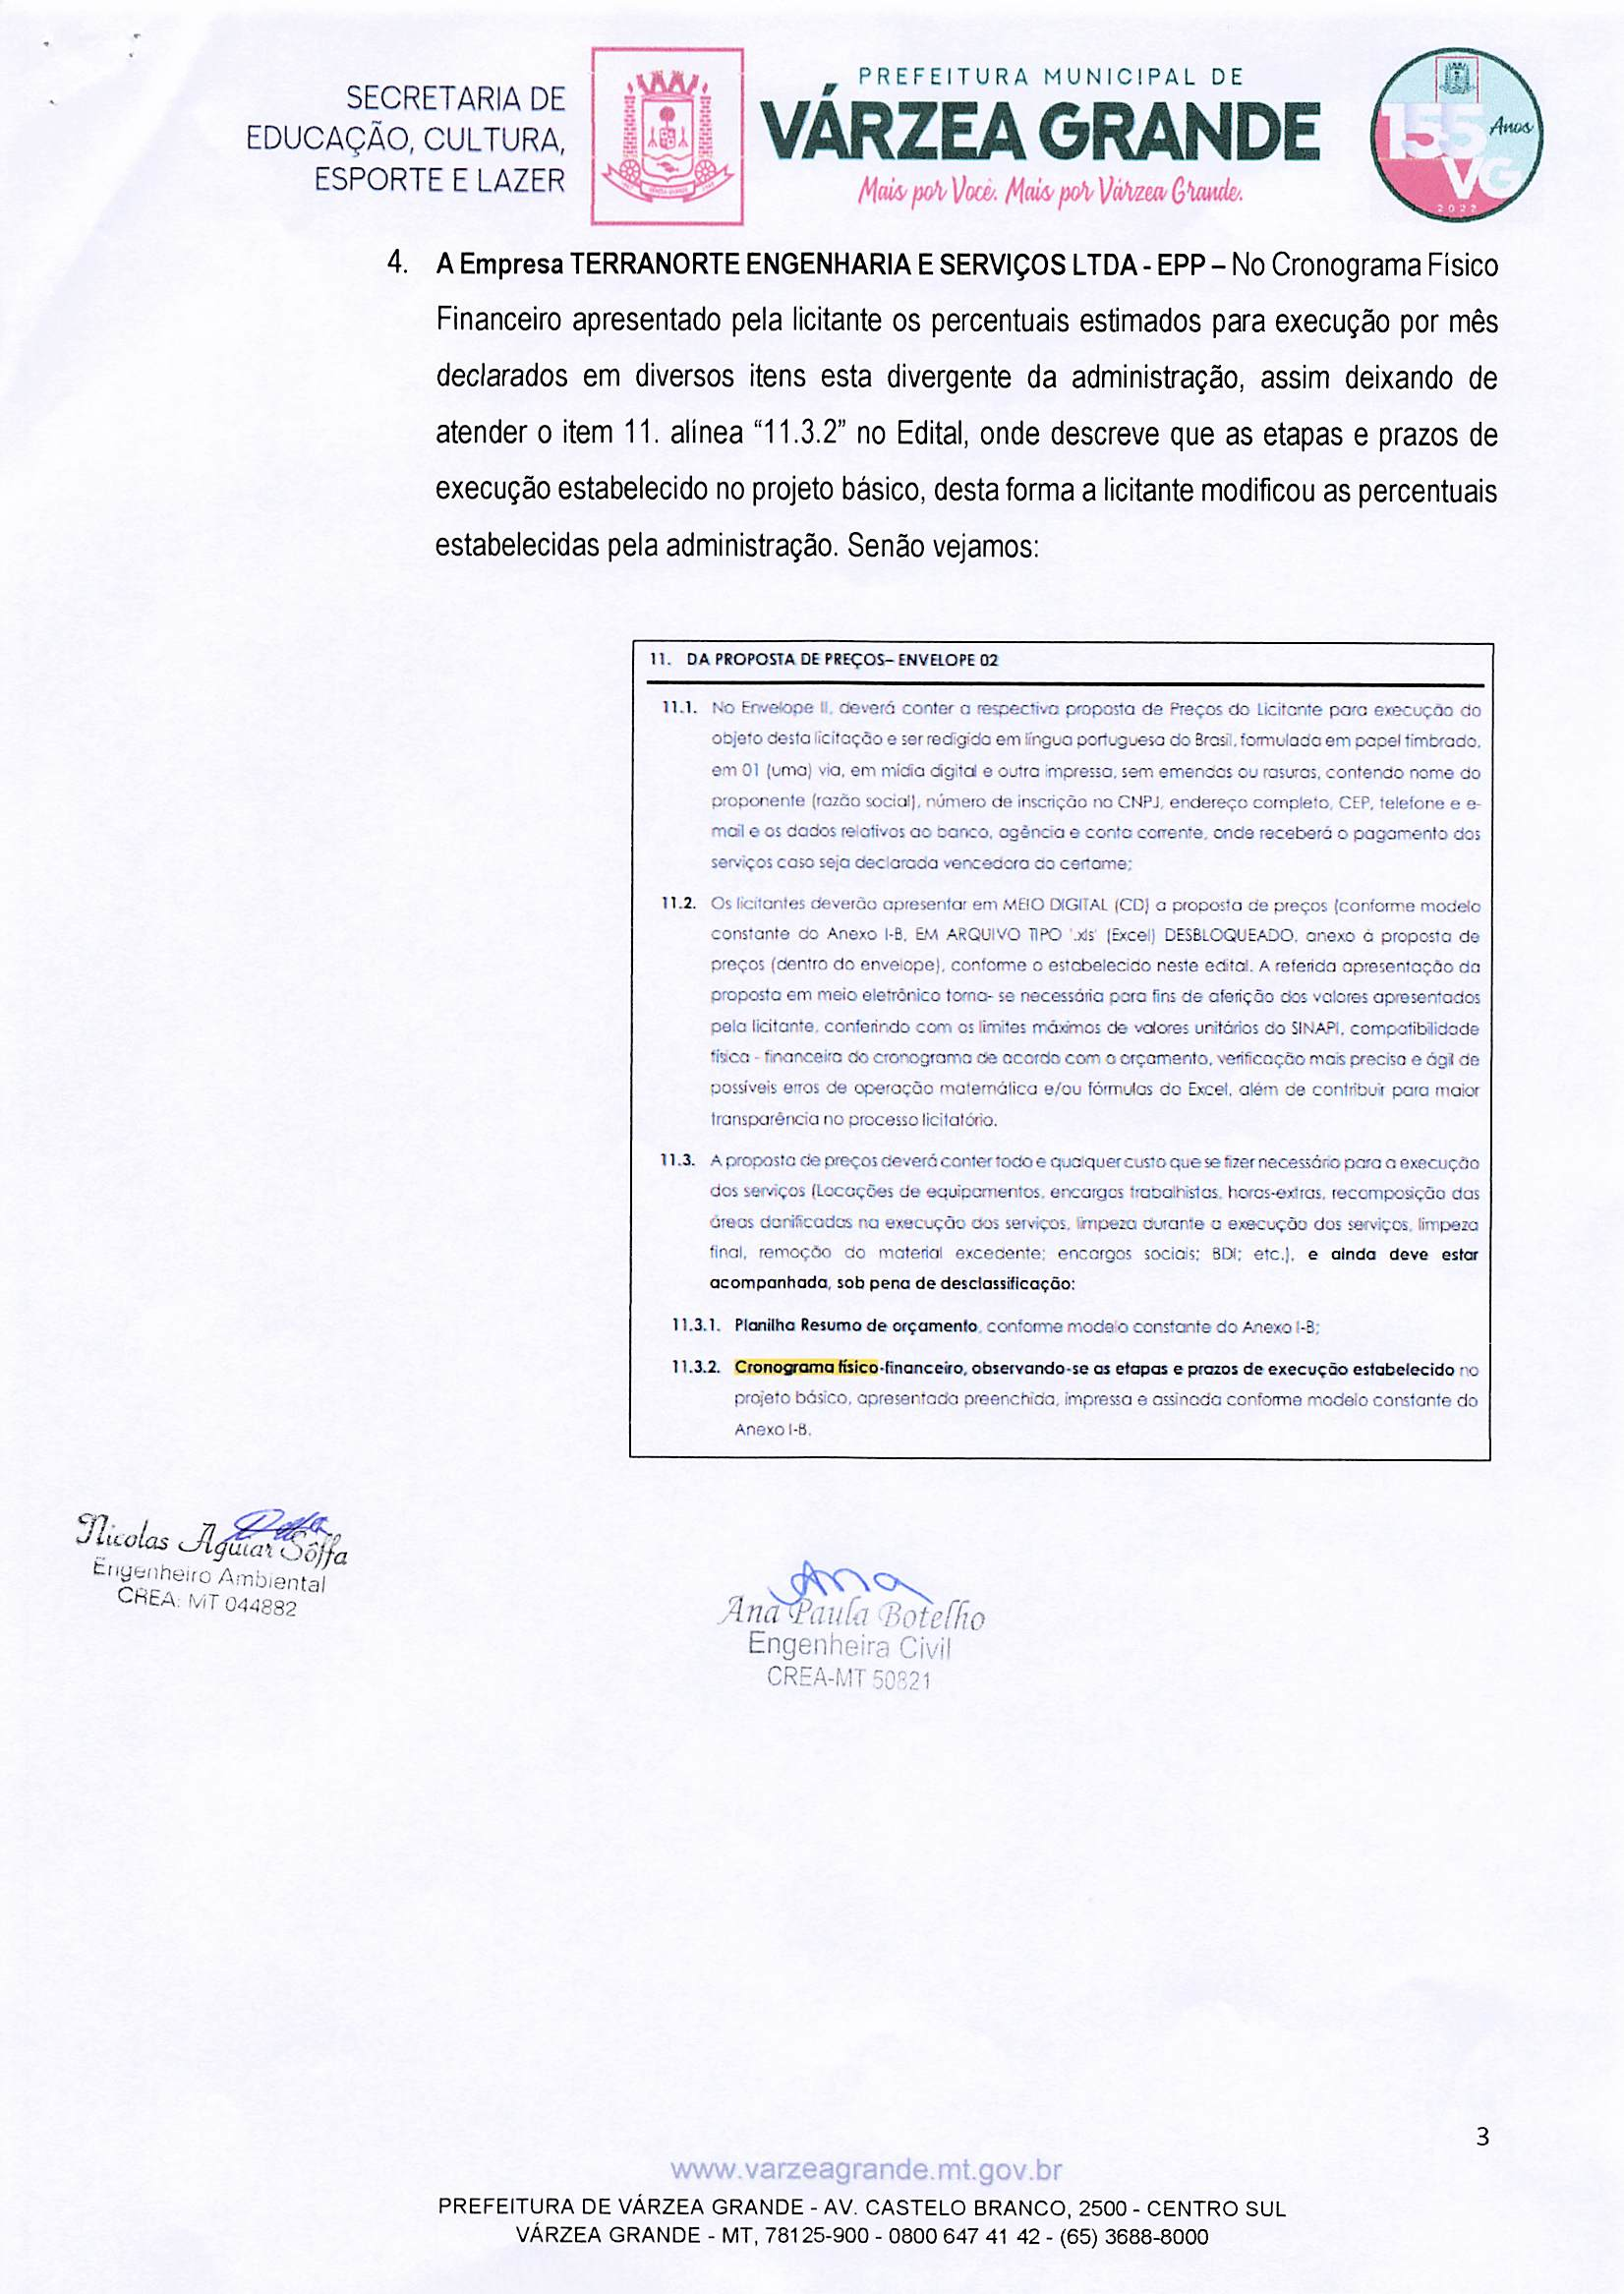 SECRETARIA DE
EDUCAÇÃO, CULTURA,
ESPORTE E LAZER
PREFEITURA MUNICIPAL DE
VÁRZEA GRANDE
Mais por Você. Mais por Várzea Grande.
155 Anos
VG
2022
4. A Empresa TERRANORTE ENGENHARIA E SERVIÇOS LTDA - EPP – No Cronograma Físico
Financeiro apresentado pela licitante os percentuais estimados para execução por mês
declarados em diversos itens esta divergente da administração, assim deixando de
atender o item 11. alínea “11.3.2” no Edital, onde descreve que as etapas e prazos de
execução estabelecido no projeto básico, desta forma a licitante modificou as percentuais
estabelecidas pela administração. Senão vejamos:
11. DA PROPOSTA DE PREÇOS– ENVELOPE 02
11.1. No Envelope II, deverá conter a respectiva proposta de Preços do Licitante para execução do
objeto desta licitação e ser redigida em língua portuguesa do Brasil, formulada em papel timbrado,
em 01 (uma) via, em mídia digital e outra impressa, sem emendas ou rasuras, contendo nome do
proponente (razão social), número de inscrição no CNPJ, endereço completo, CEP, telefone e e-
mail e os dados relativos ao banco, agência e conta corrente, onde receberá o pagamento dos
serviços caso seja declarada vencedora do certame;
11.2. Os licitantes deverão apresentar em MEIO DIGITAL (CD) a proposta de preços (conforme modelo
constante do Anexo I-B, EM ARQUIVO TIPO '.xls' (Excel) DESBLOQUEADO, anexo à proposta de
preços (dentro do envelope), conforme o estabelecido neste edital. A referida apresentação da
proposta em meio eletrônico torna- se necessária para fins de aferição dos valores apresentados
pela licitante, conferindo com os limites máximos de valores unitários do SINAPI, compatibilidade
física - financeira do cronograma de acordo com o orçamento, verificação mais precisa e ágil de
possíveis erros de operação matemática e/ou fórmulas do Excel, além de contribuir para maior
transparência no processo licitatório.
11.3. A proposta de preços deverá conter todo e qualquer custo que se fizer necessário para a execução
dos serviços (Locações de equipamentos, encargos trabalhistas, horas-extras, recomposição das
áreas danificadas na execução dos serviços, limpeza durante a execução dos serviços, limpeza
final, remoção do material excedente; encargos sociais; BDI; etc.), e ainda deve estar
acompanhada, sob pena de desclassificação:
11.3.1. Planilha Resumo de orçamento, conforme modelo constante do Anexo I-B;
11.3.2. Cronograma físico-financeiro, observando-se as etapas e prazos de execução estabelecido no
projeto básico, apresentada preenchida, impressa e assinada conforme modelo constante do
Anexo I-B.
Nicolas Aguiar Sôffa
Engenheiro Ambiental
CREA: MT 044882
Ana
Ana Paula Botelho
Engenheira Civil
CREA-MT 50821
3
www.varzeagrande.mt.gov.br
PREFEITURA DE VÁRZEA GRANDE - AV. CASTELO BRANCO, 2500 - CENTRO SUL
VÁRZEA GRANDE - MT, 78125-900 - 0800 647 41 42 - (65) 3688-8000